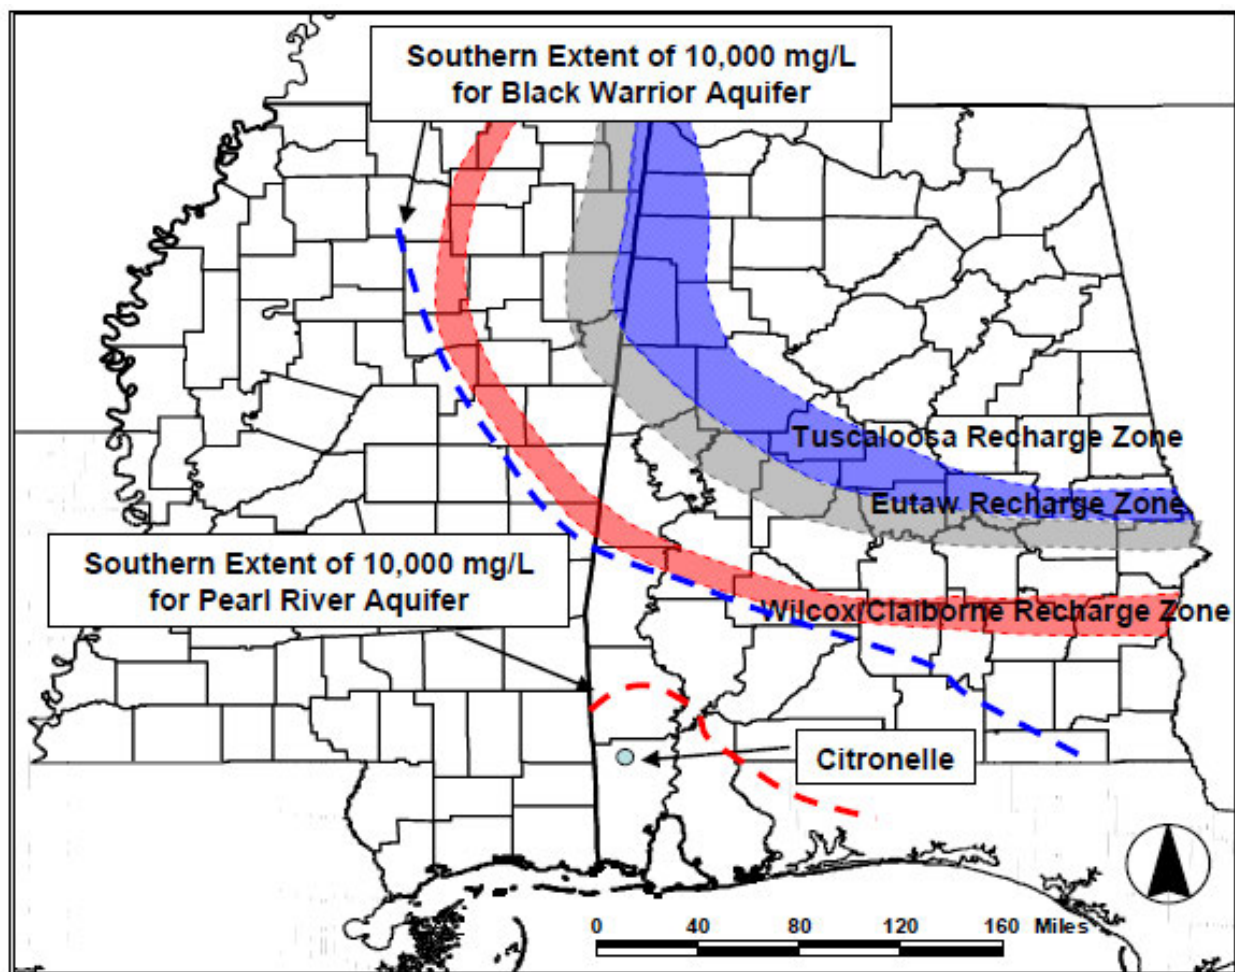 Southern Extent of 10,000 mg/L
for Black Warrior Aquifer
Tuscaloosa Recharge Zone
Eutaw Recharge Zone
Southern Extent of 10,000 mg/L
for Pearl River Aquifer
Wilcox/Claiborne Recharge Zone
Citronelle
0 40 80 120 160 Miles